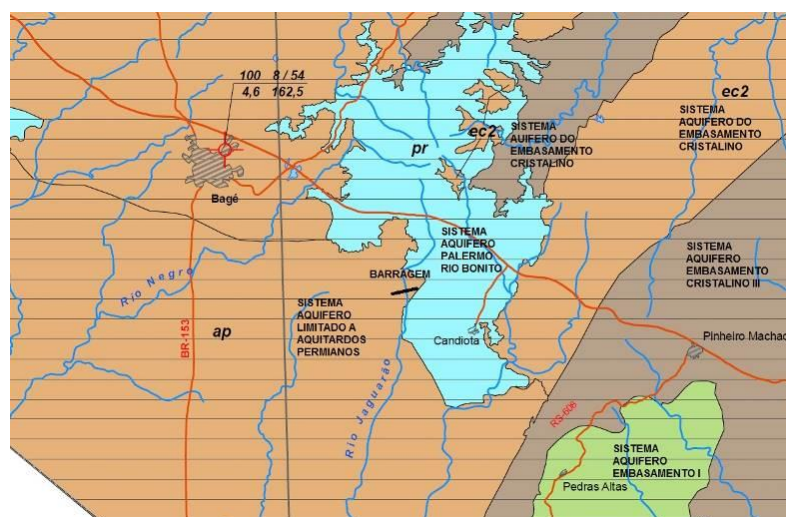 100 8 / 54
4,6 162,5
Bagé
pr
ec2
SISTEMA
AUIFERO DO
EMBASAMENTO
CRISTALINO
ec2
SISTEMA
AQUIFERO DO
EMBASAMENTO
CRISTALINO
SISTEMA
AQUIFERO
PALERMO
RIO BONITO
SISTEMA
AQUIFERO
EMBASAMENTO
CRISTALINO III
BARRAGEM
Rio Negro
SISTEMA
AQUIFERO
LIMITADO A
AQUITARDOS
PERMIANOS
ap
BR-153
Candiota
Pinheiro Machad
Rio Jaguarão
RS-608
SISTEMA
AQUIFERO
EMBASAMENTO I
Pedras Altas